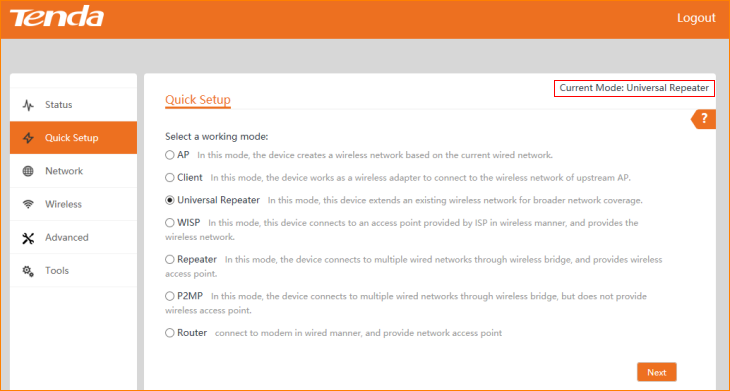 Tenda
Logout
Current Mode: Universal Repeater
Quick Setup
?
Status
Quick Setup
Network
Wireless
Advanced
Tools
Select a working mode:
AP In this mode, the device creates a wireless network based on the current wired network.
Client In this mode, the device works as a wireless adapter to connect to the wireless network of upstream AP.
Universal Repeater In this mode, this device extends an existing wireless network for broader network coverage.
WISP In this mode, this device connects to an access point provided by ISP in wireless manner, and provides the
wireless network.
Repeater In this mode, the device connects to multiple wired networks through wireless bridge, and provides wireless
access point.
P2MP In this mode, the device connects to multiple wired networks through wireless bridge, but does not provide
wireless access point.
Router connect to modem in wired manner, and provide network access point
Next